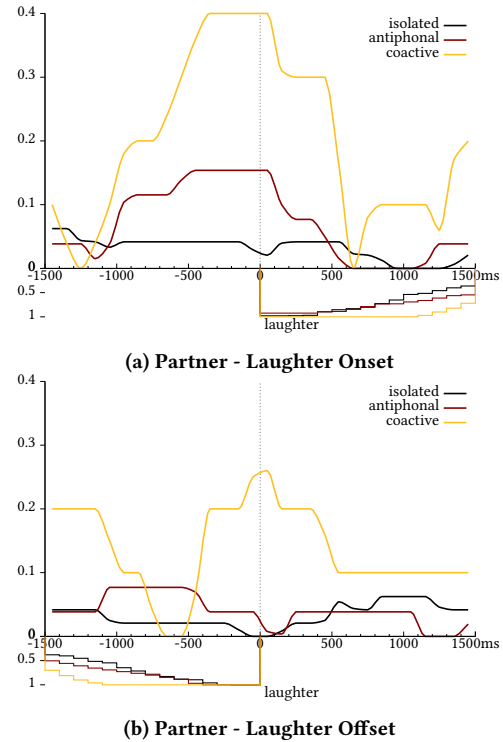 0.4
isolated
antiphonal
coactive
0.3
0.2
0.1
0
-1500 -1000 -500 0 500 1000 1500ms
0.5
1
laughter
(a) Partner - Laughter Onset
0.4
isolated
antiphonal
coactive
0.3
0.2
0.1
0
-1500 -1000 -500 0 500 1000 1500ms
0.5
1
laughter
(b) Partner - Laughter Offset